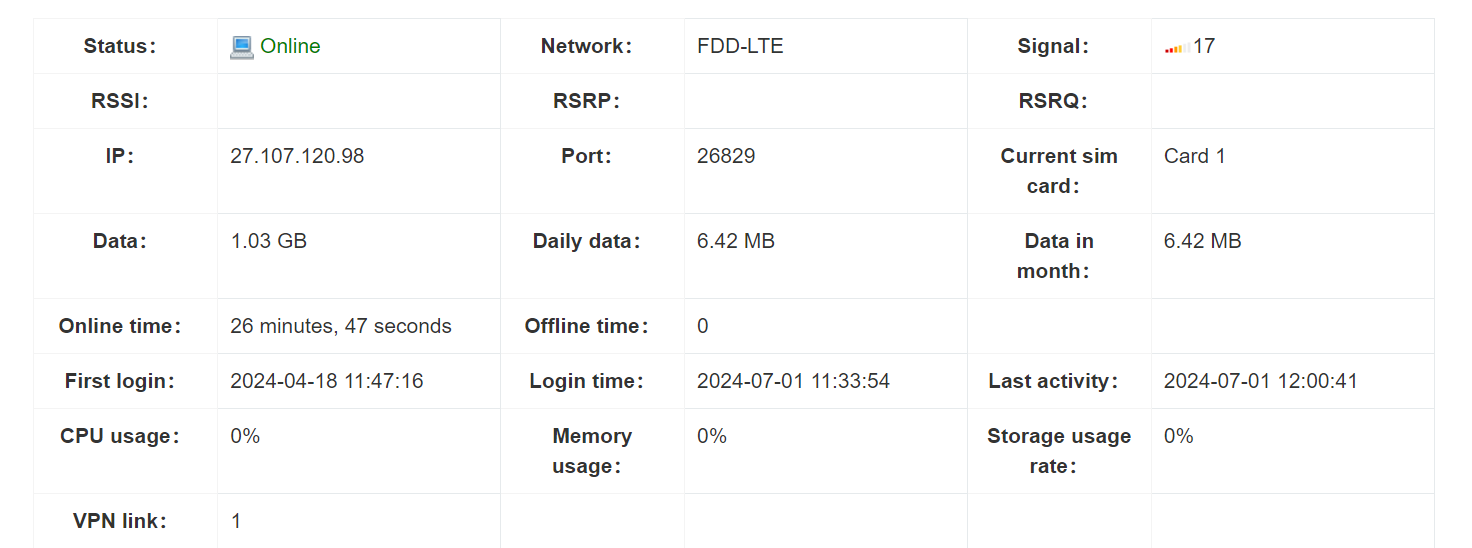 Status： Online Network： FDD-LTE Signal： 17
RSSI： RSRP： RSRQ：
IP： 27.107.120.98 Port： 26829 Current sim card： Card 1
Data： 1.03 GB Daily data： 6.42 MB Data in month： 6.42 MB
Online time： 26 minutes, 47 seconds Offline time： 0
First login： 2024-04-18 11:47:16 Login time： 2024-07-01 11:33:54 Last activity： 2024-07-01 12:00:41
CPU usage： 0% Memory usage： 0% Storage usage rate： 0%
VPN link： 1